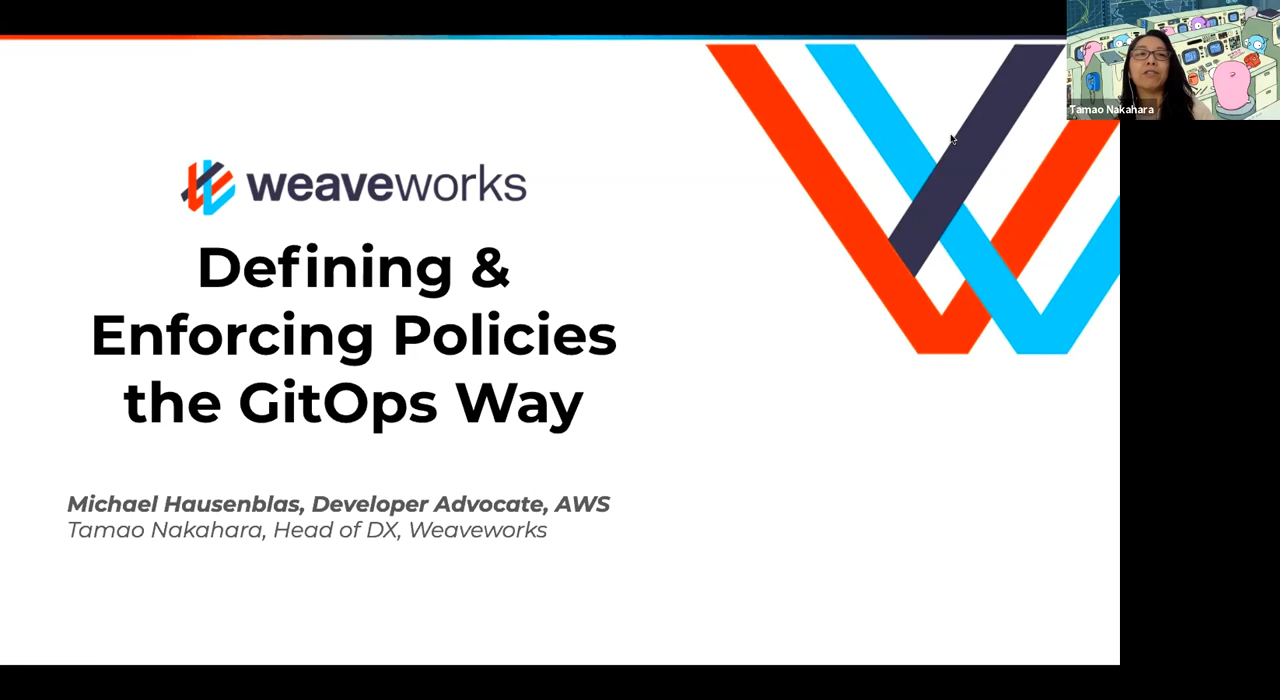 Tamao Nakahara
weaveworks
Defining &
Enforcing Policies
the GitOps Way
Michael Hausenblas, Developer Advocate, AWS
Tamao Nakahara, Head of DX, Weaveworks